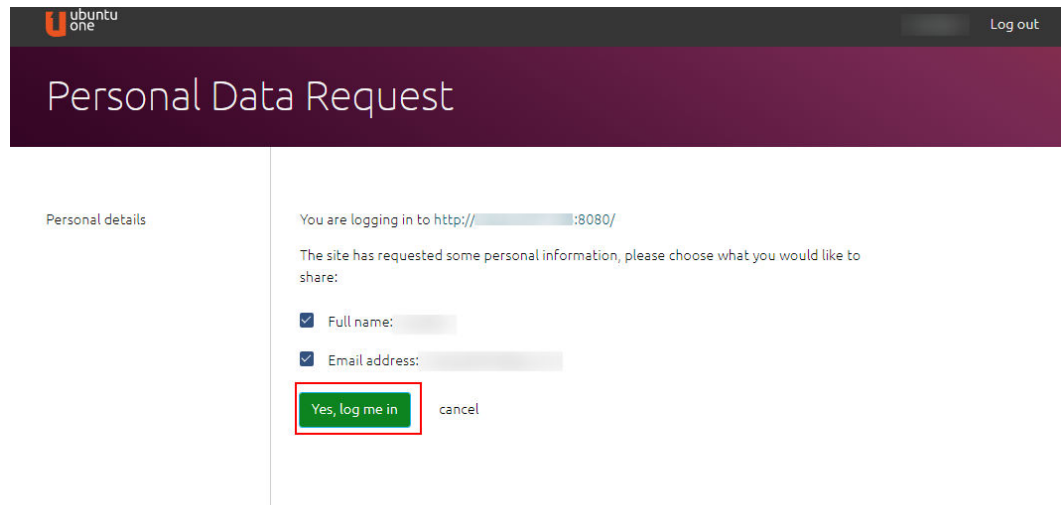 ubuntu
one
Log out
Personal Data Request
Personal details
You are logging in to http:// :8080/
The site has requested some personal information, please choose what you would like to
share:
Full name:
Email address:
Yes, log me in
cancel